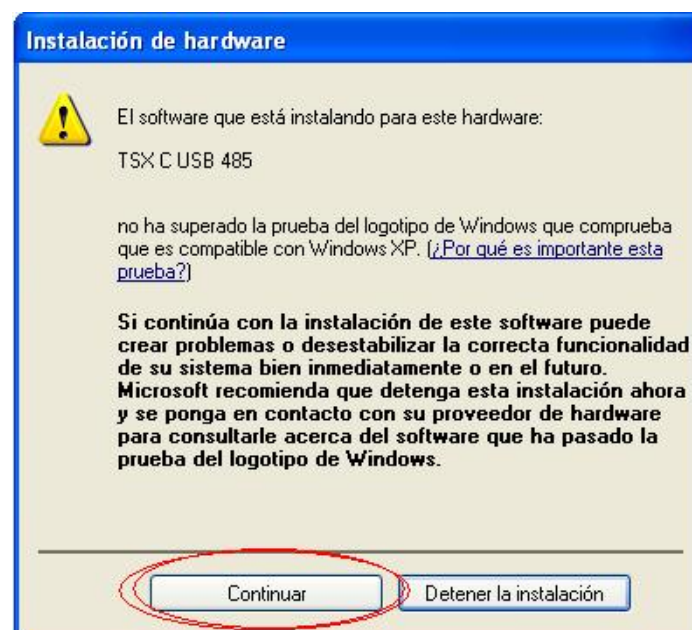 Instalación de hardware
El software que está instalando para este hardware:
TSX C USB 485
no ha superado la prueba del logotipo de Windows que comprueba
que es compatible con Windows XP. (¿Por qué es importante esta
prueba?)
Si continúa con la instalación de este software puede
crear problemas o desestabilizar la correcta funcionalidad
de su sistema bien inmediatamente o en el futuro.
Microsoft recomienda que detenga esta instalación ahora
y se ponga en contacto con su proveedor de hardware
para consultarle acerca del software que ha pasado la
prueba del logotipo de Windows.
Continuar
Detener la instalación